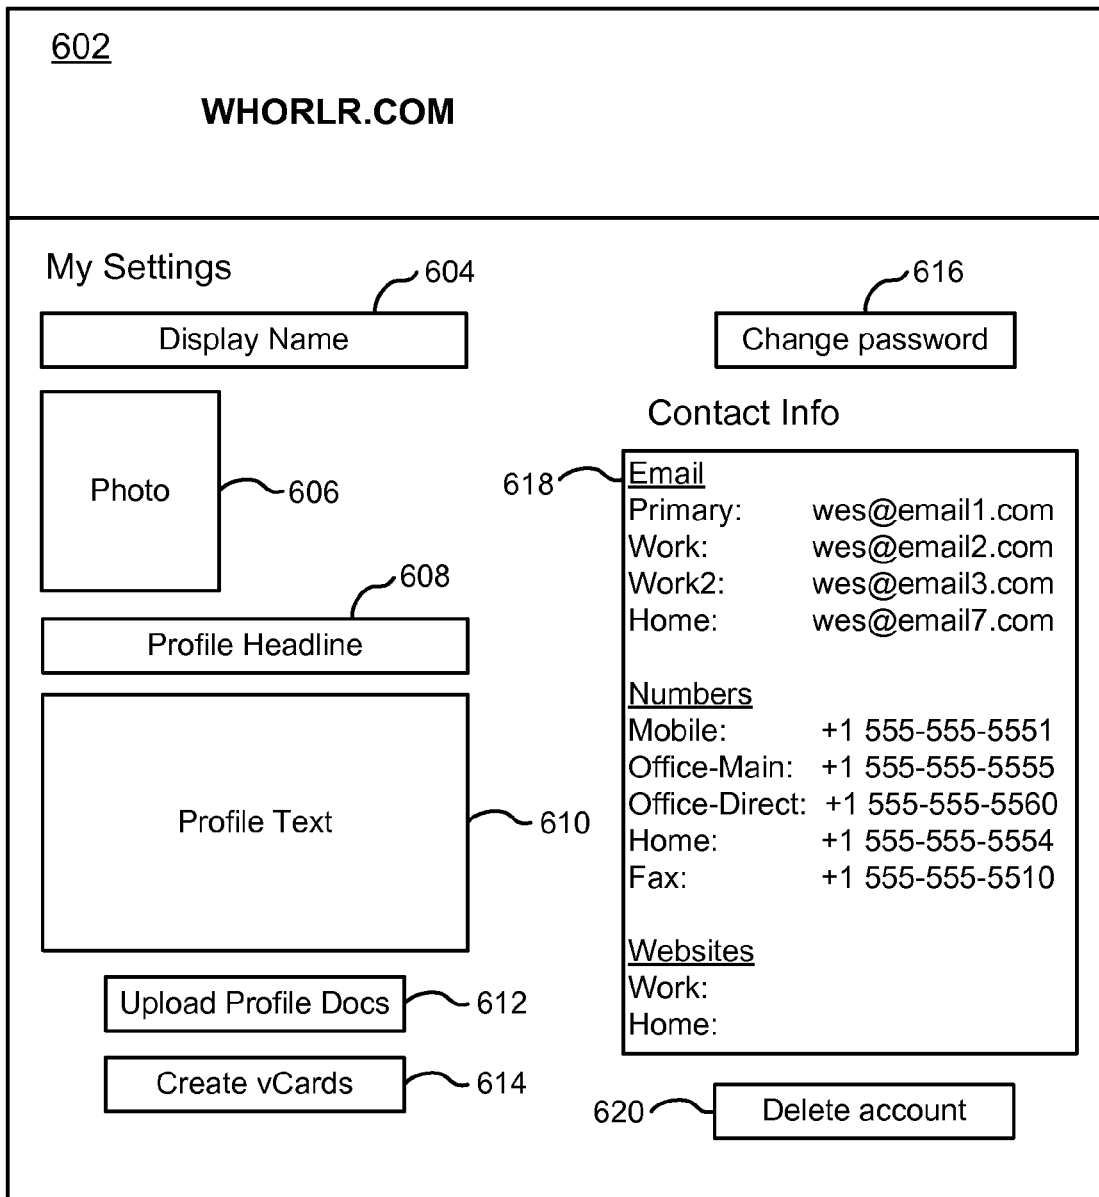 602
WHORLR.COM
My Settings
604
Display Name
Photo
606
608
Profile Headline
Profile Text
610
Upload Profile Docs
612
Create vCards
614
616
Change password
Contact Info
618
Email
Primary: wes@email1.com
Work: wes@email2.com
Work2: wes@email3.com
Home: wes@email7.com
Numbers
Mobile: +1 555-555-5551
Office-Main: +1 555-555-5555
Office-Direct: +1 555-555-5560
Home: +1 555-555-5554
Fax: +1 555-555-5510
Websites
Work:
Home:
620
Delete account